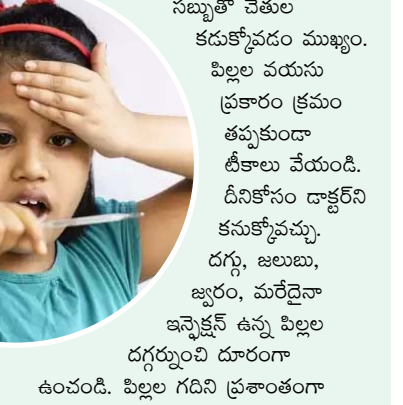 సబ్బుతో చేతుల
కడుక్కోవడం ముఖ్యం.
పిల్లల వయసు
ప్రకారం క్రమం
తప్పకుండా
టీకాలు వేయండి.
దీనికోసం డాక్టర్‌ని
కనుక్కోవచ్చు.
దగ్గు, జలుబు,
జ్వరం, మరేదైనా
ఇన్ఫెక్షన్ ఉన్న పిల్లల
దగ్గర్నుంచి దూరంగా
ఉంచండి. పిల్లల గదిని ప్రశాంతంగా